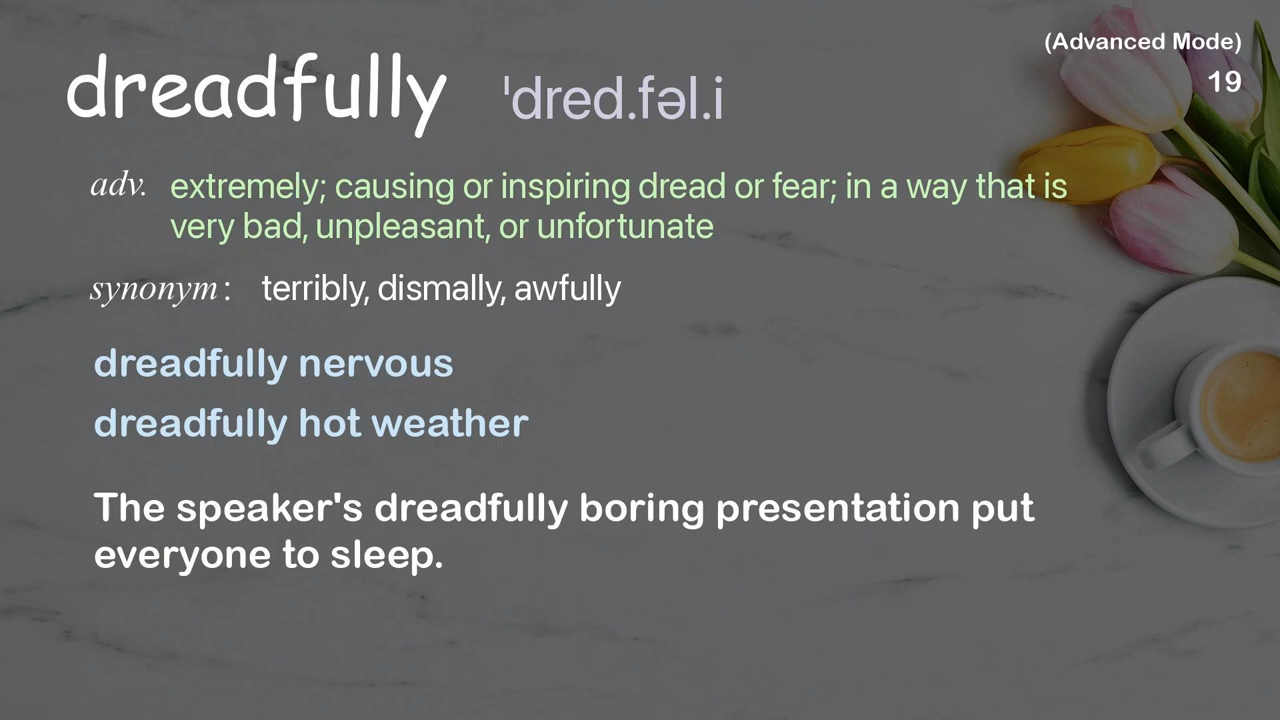 (Advanced Mode)
19
dreadfully ˈdred.fəl.i
adv. extremely; causing or inspiring dread or fear; in a way that is
very bad, unpleasant, or unfortunate
synonym: terribly, dismally, awfully
dreadfully nervous
dreadfully hot weather
The speaker's dreadfully boring presentation put
everyone to sleep.